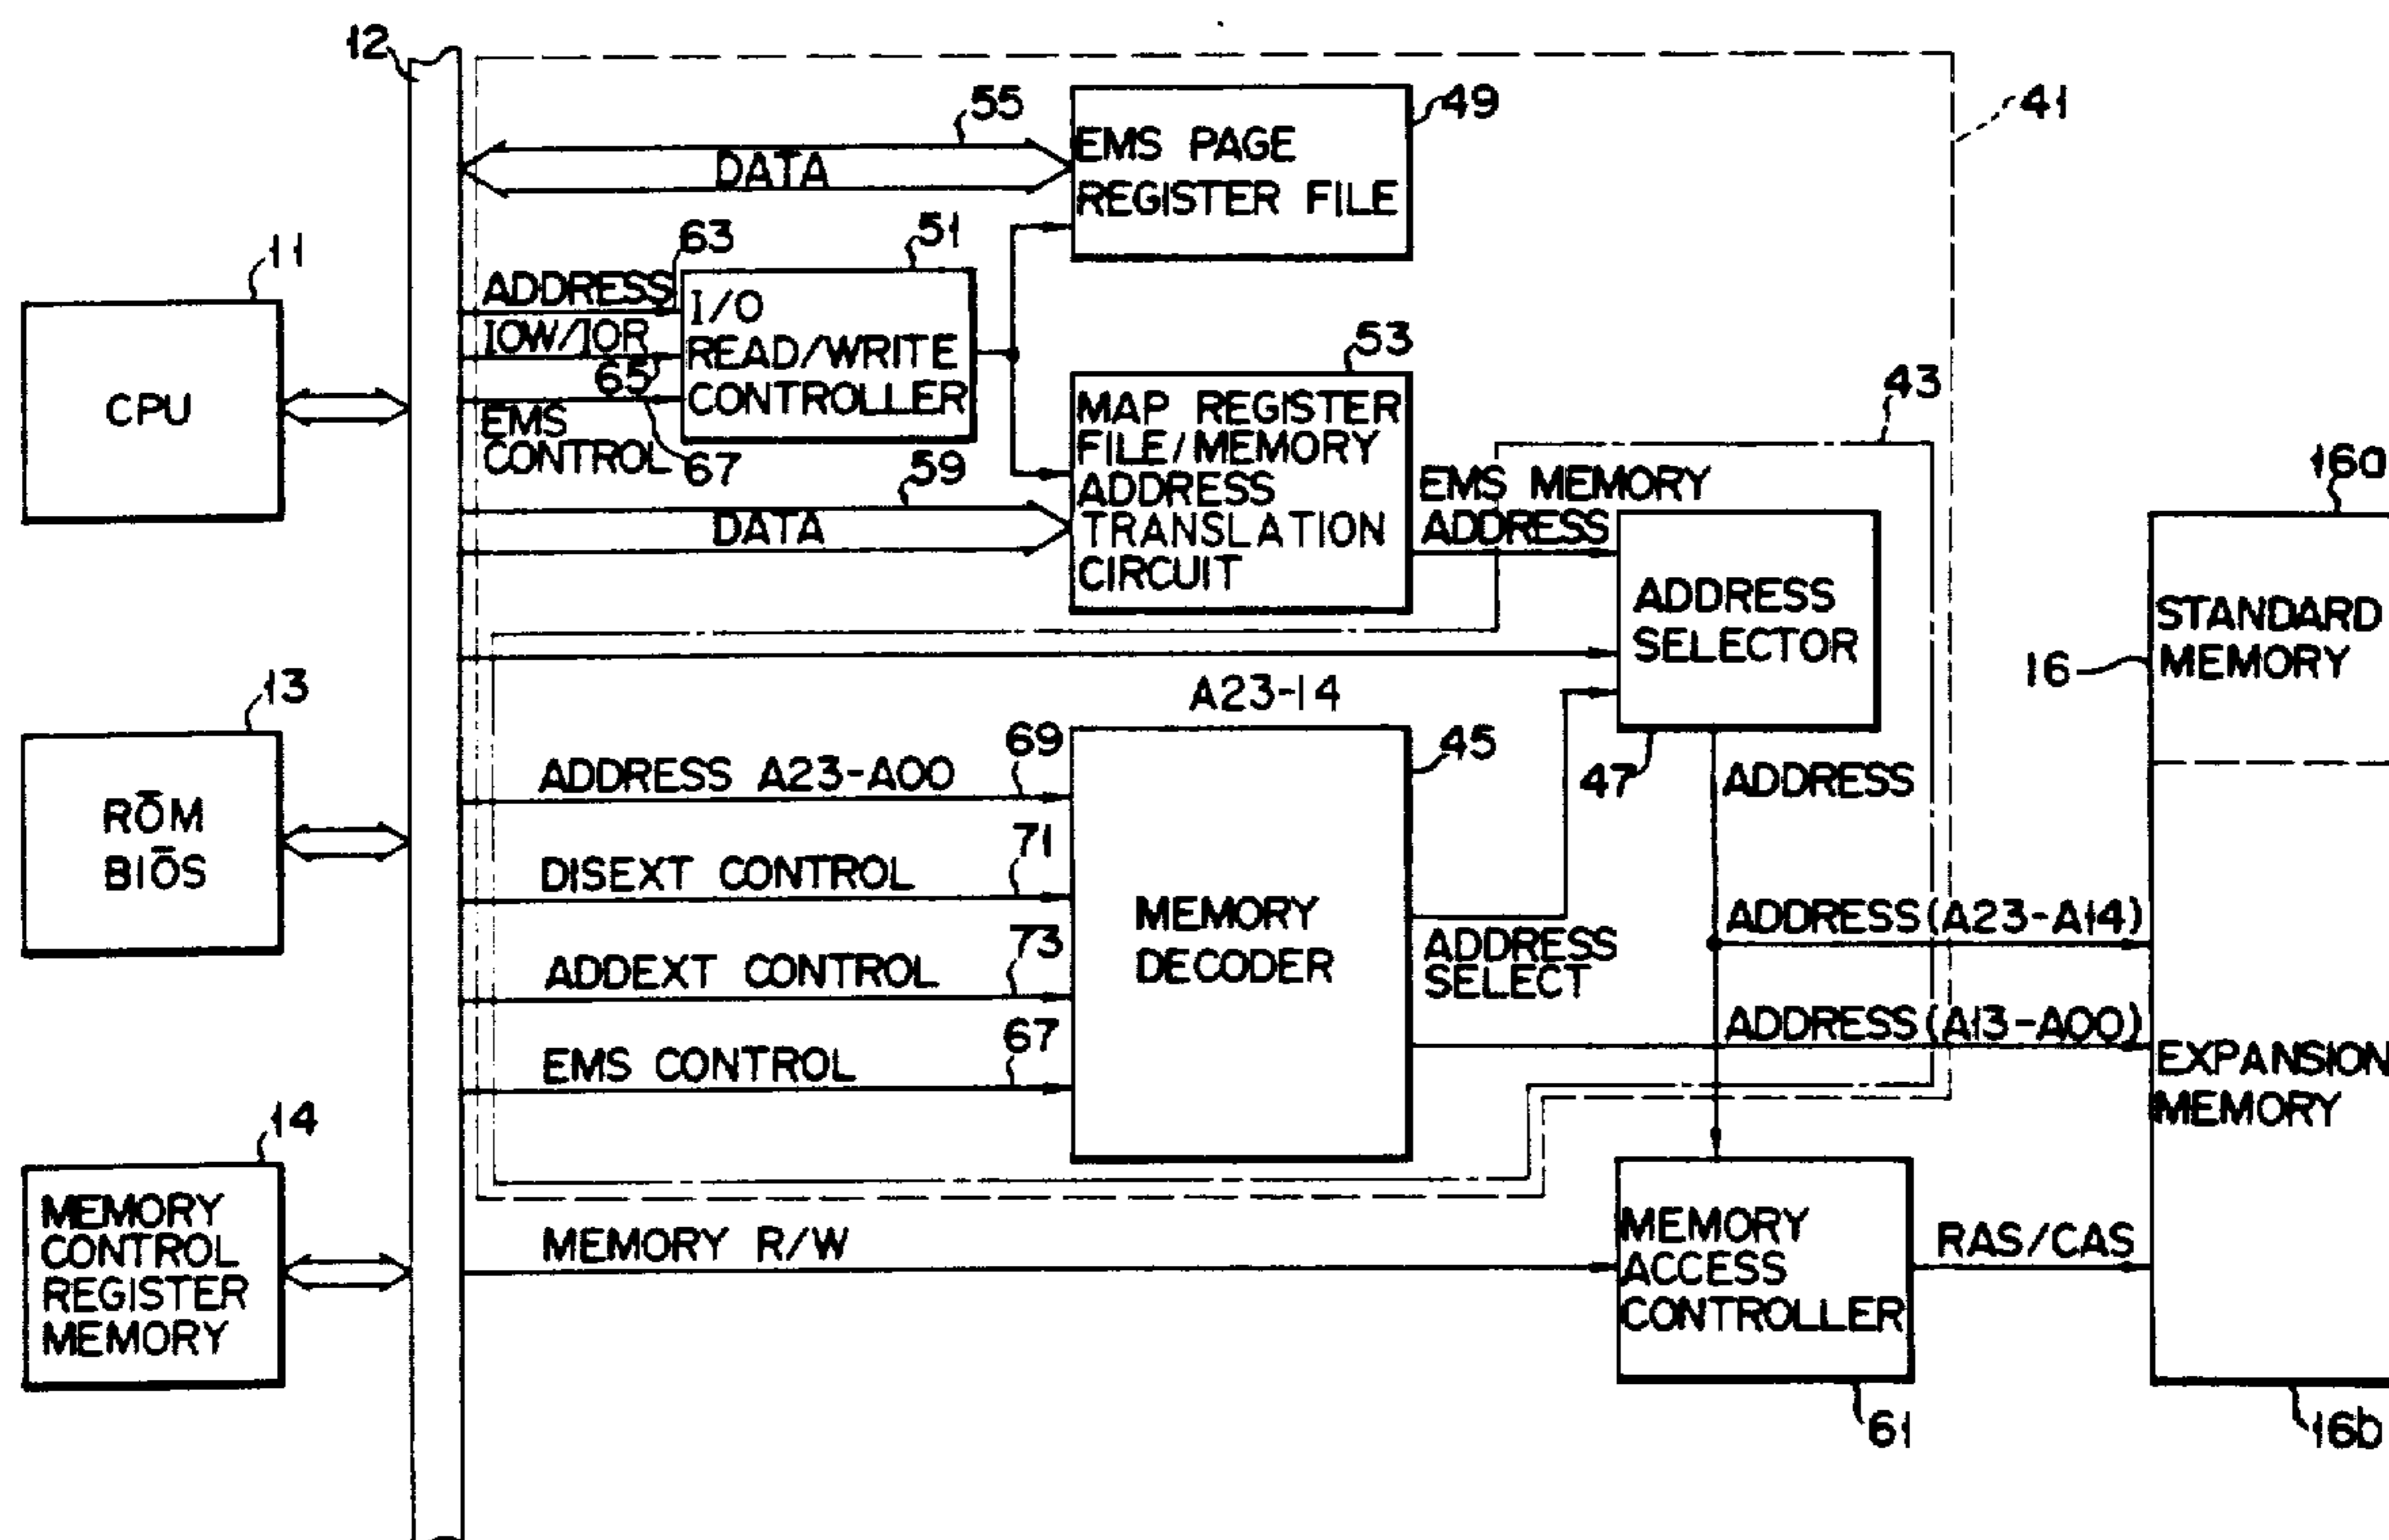 12
55
49
41
EMS PAGE
REGISTER FILE
DATA
63
51
11
ADDRESS
I/O
READ/WRITE
CONTROLLER
IOW/IOR
65
53
43
CPU
EMS
CONTROL
67
59
MAP REGISTER
FILE/MEMORY
ADDRESS
TRANSLATION
CIRCUIT
EMS MEMORY
ADDRESS
16a
DATA
ADDRESS
SELECTOR
STANDARD
MEMORY
16
13
A23-14
69
45
47
ADDRESS
ADDRESS A23-A00
ROM
BIOS
71
DISEXT CONTROL
MEMORY
DECODER
ADDRESS(A23-A14)
73
ADDRESS
SELECT
ADDEXT CONTROL
ADDRESS(A13-A00)
67
EMS CONTROL
EXPANSION
MEMORY
14
MEMORY
CONTROL
REGISTER
MEMORY
MEMORY R/W
MEMORY
ACCESS
CONTROLLER
RAS/CAS
61
16b